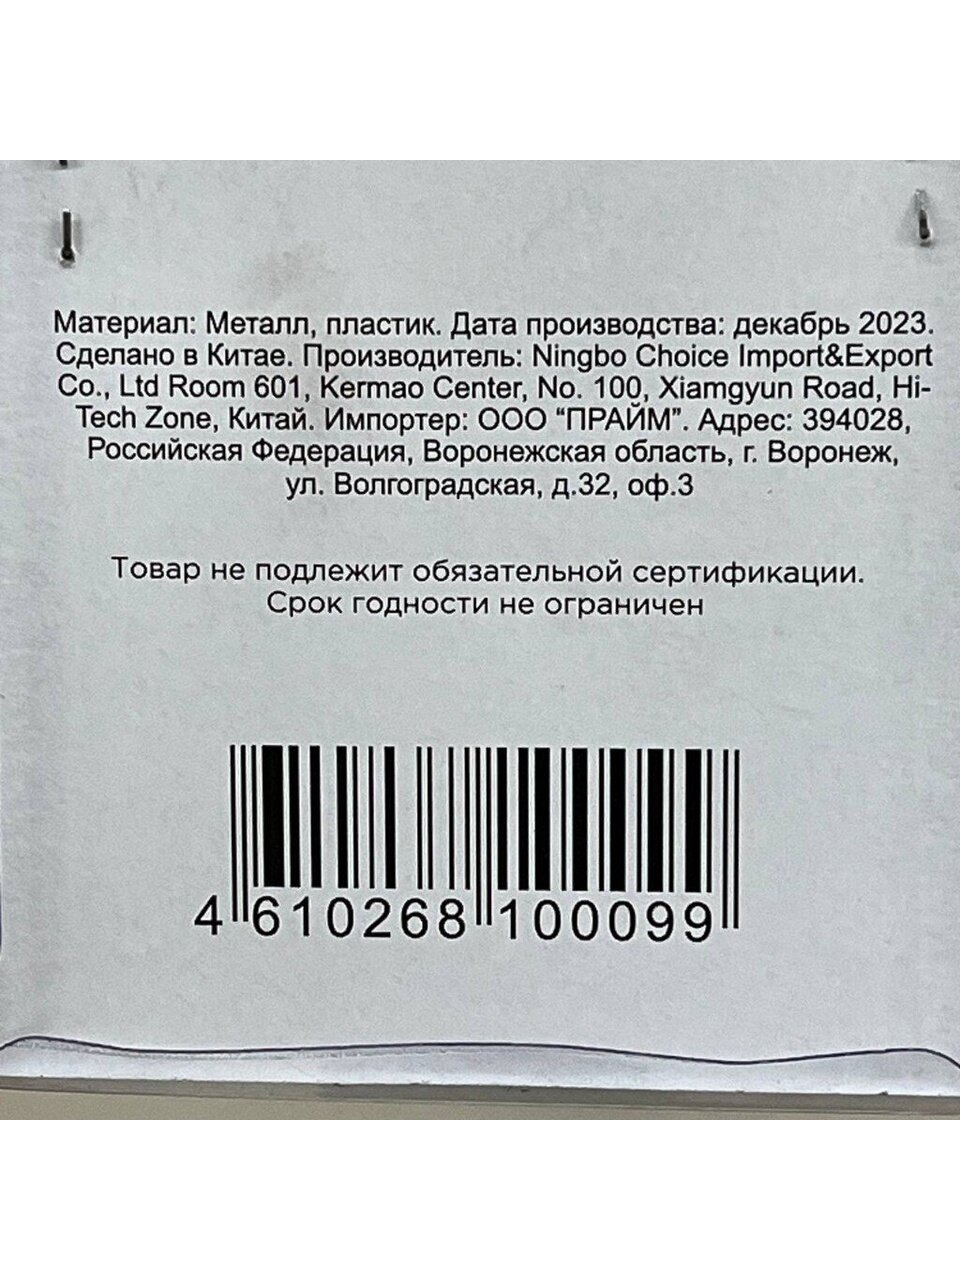 Материал: Металл, пластик. Дата производства: декабрь 2023.
Сделано в Китае. Производитель: Ningbo Choice Import&Export
Co., Ltd Room 601, Kermao Center, No. 100, Xiamgyun Road, Hi-
Tech Zone, Китай. Импортер: ООО “ПРАЙМ”. Адрес: 394028,
Российская Федерация, Воронежская область, г. Воронеж,
ул. Волгоградская, д.32, оф.3
Товар не подлежит обязательной сертификации.
Срок годности не ограничен
4 610268 100099